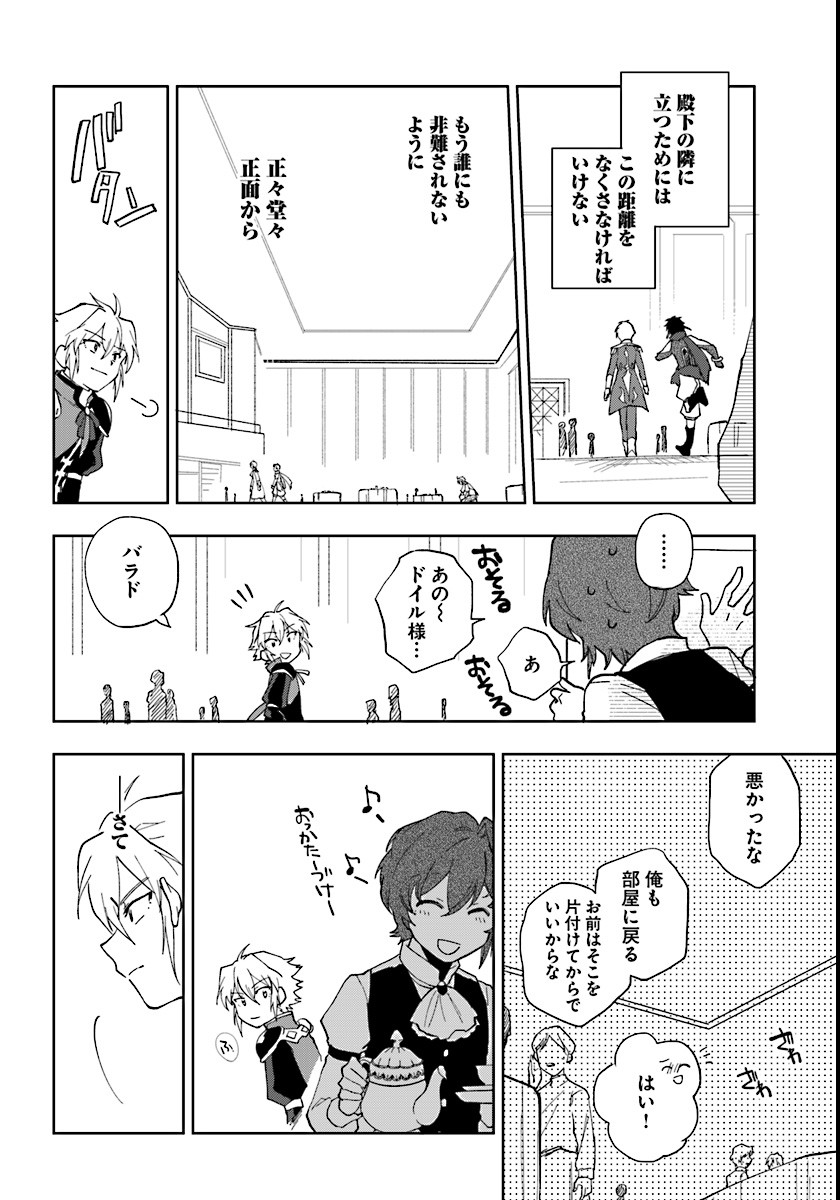 殿下の隣に
立つためには
この距離を
なくさなければ
いけない
もう誰にも
非難されない
ように
正々堂々
正面から
バタン
……
おそる
おそる
あ
あの〜
ドイル様…
バラド
悪かったな
俺も
部屋に戻る
お前はそこを
片付けてからで
いいからな
ざわ
ざわ
はい！
♪
♪
おっかたーづけー
ふ
さて